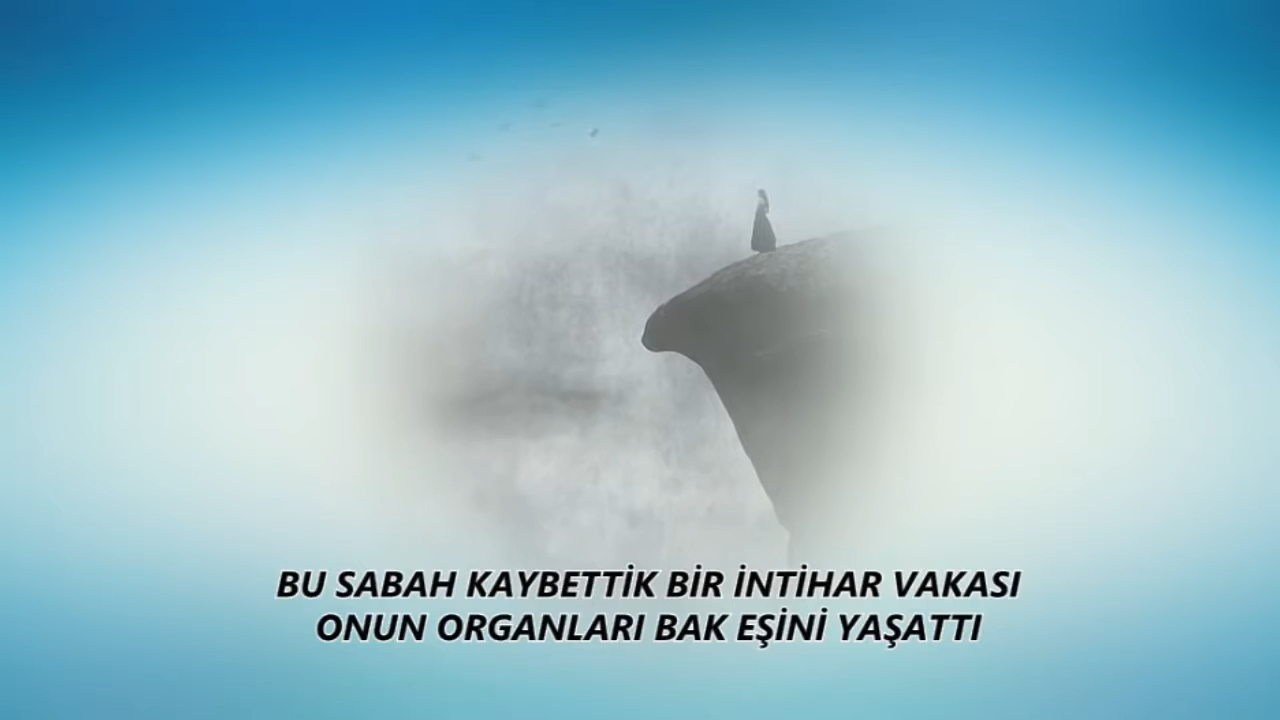 BU SABAH KAYBETTİK BİR İNTİHAR VAKASI
ONUN ORGANLARI BAK EŞİNİ YAŞATTI